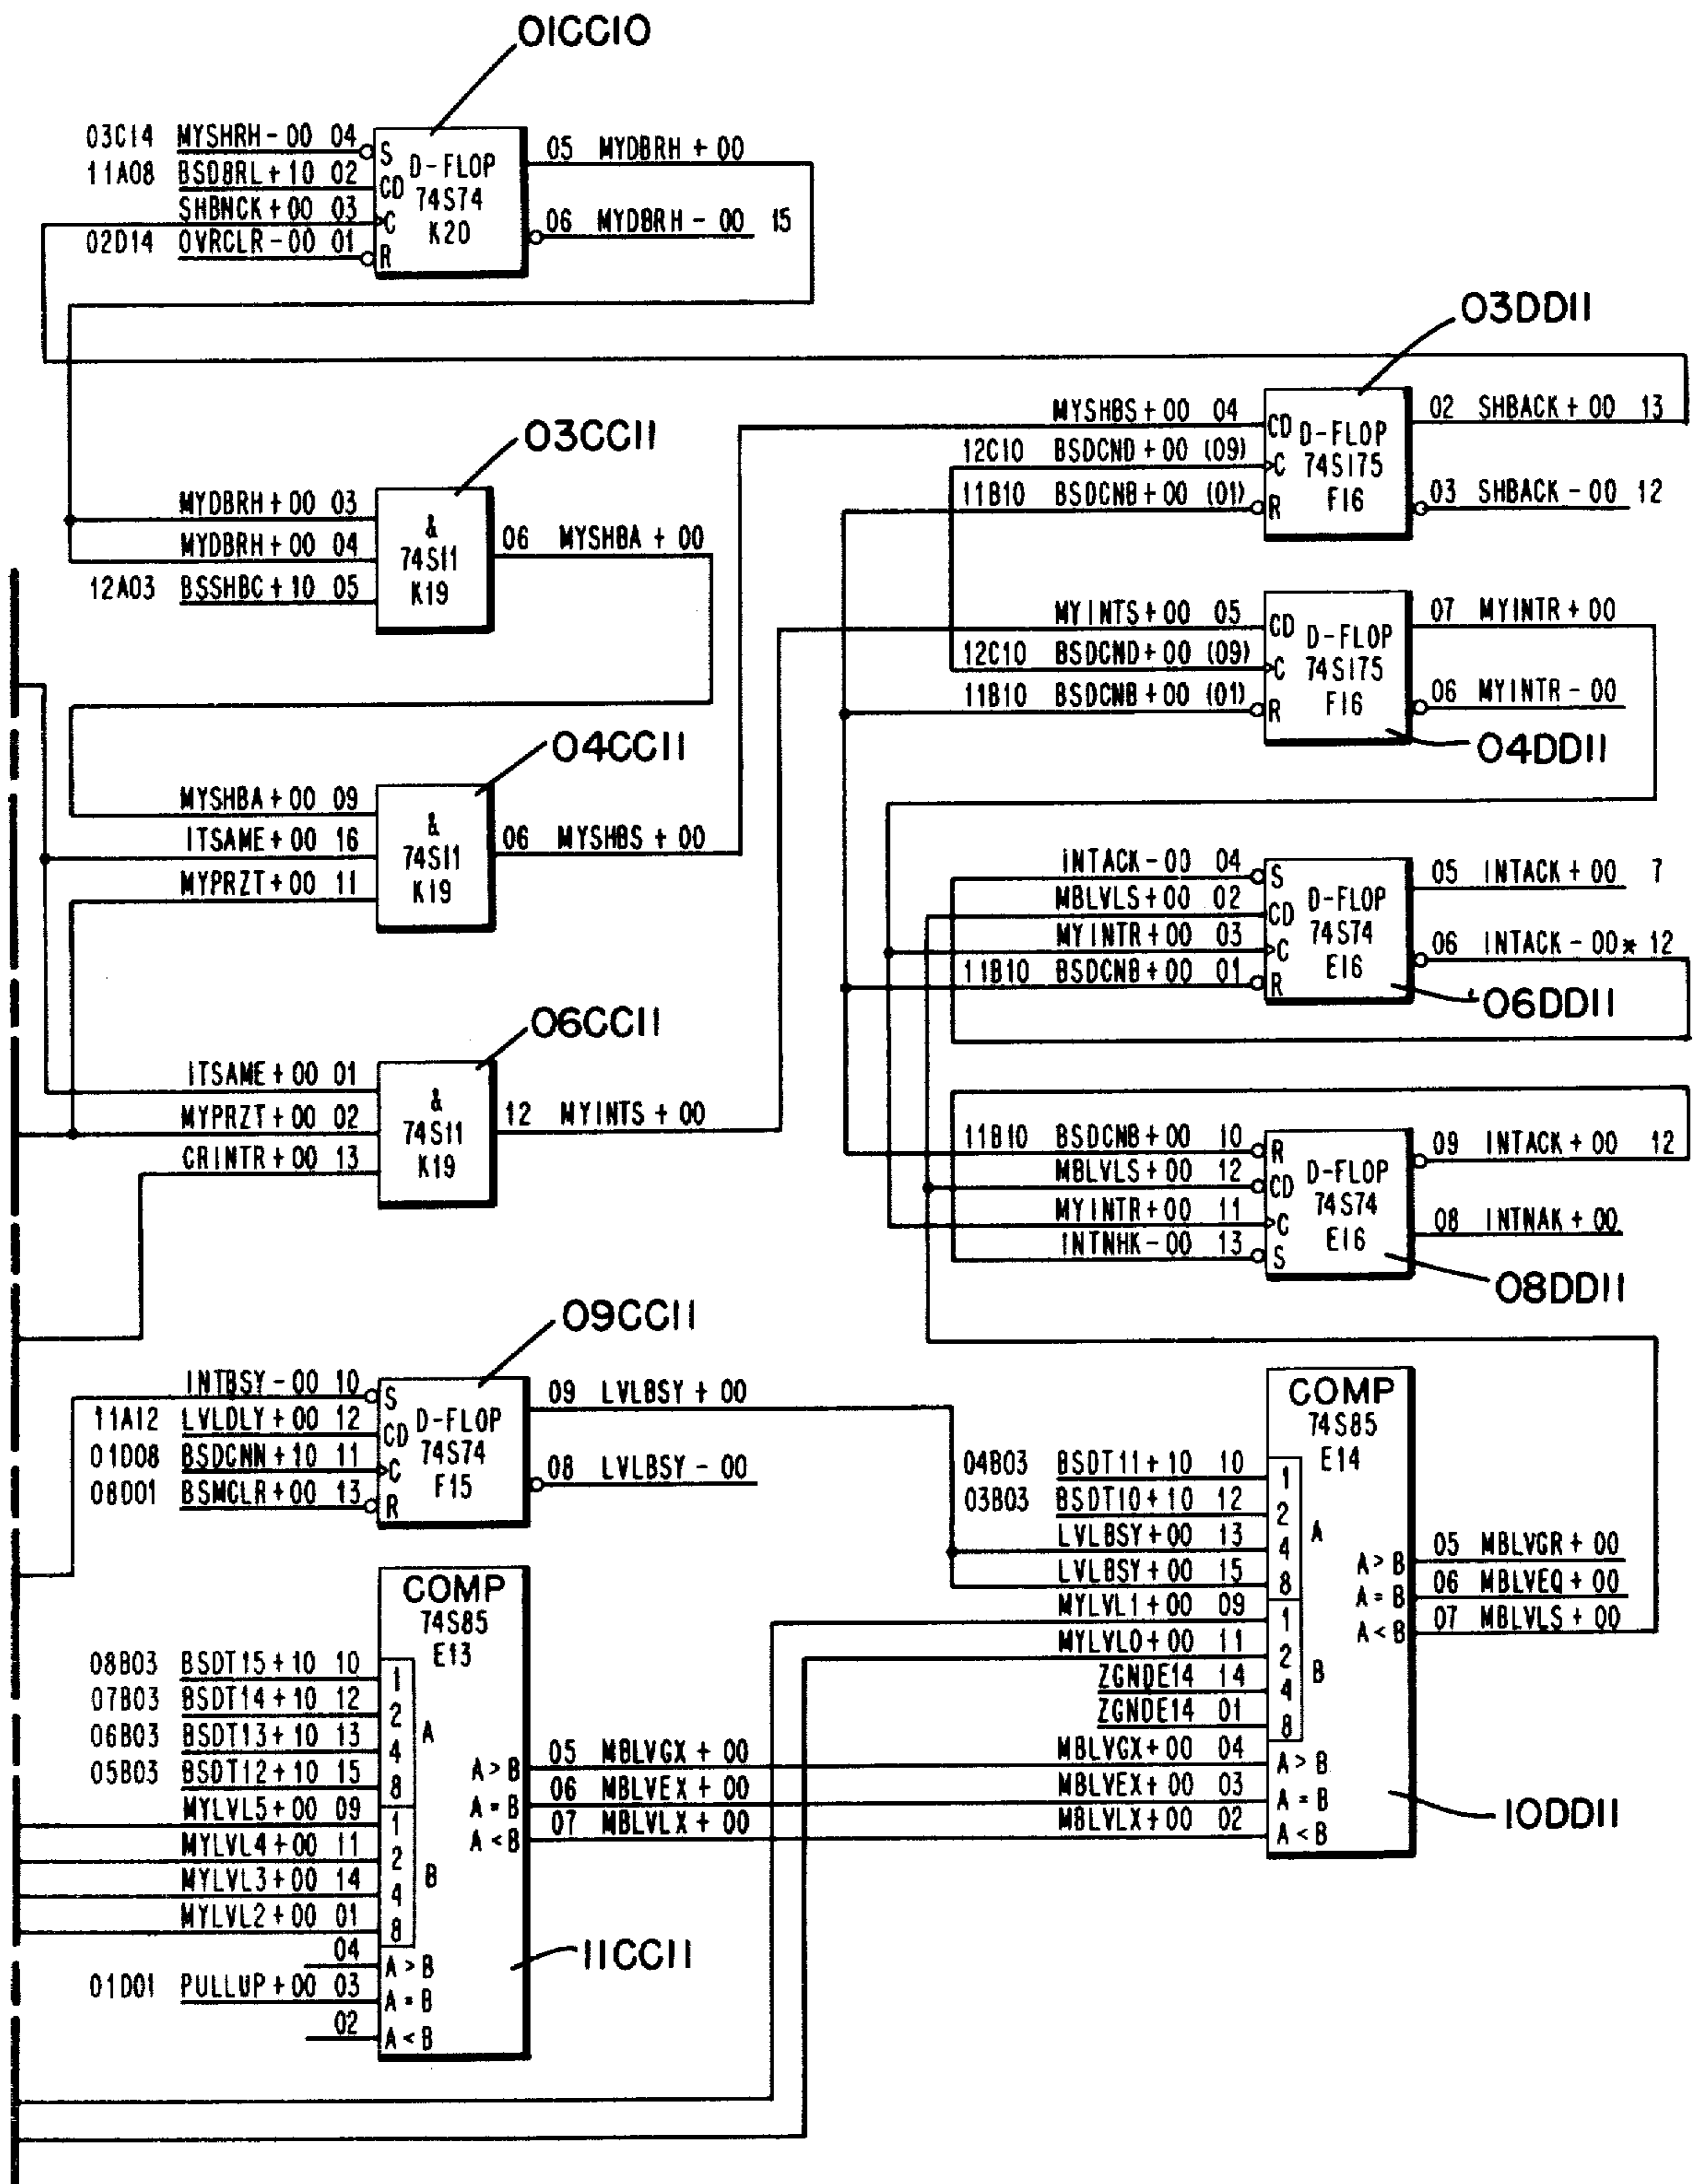 01CC10
03C14 MYSHRH-00 04
11A08 BSDBRL+10 02
SHBNCK+00 03
02D14 OVRCLR-00 01
S
CD
C
R
D-FLOP
74S74
K20
05 MYDBRH+00
06 MYDBRH-00 15
03CC11
MYDBRH+00 03
MYDBRH+00 04
12A03 BSSHBC+10 05
&
74S11
K19
06 MYSHBA+00
04CC11
MYSHBA+00 09
ITSAME+00 16
MYPRZT+00 11
&
74S11
K19
06 MYSHBS+00
06CC11
ITSAME+00 01
MYPRZT+00 02
CRINTR+00 13
&
74S11
K19
12 MYINTS+00
09CC11
INTBSY-00 10
11A12 LVLDLY+00 12
01D08 BSDCNN+10 11
08D01 BSMCLR+00 13
S
CD
C
R
D-FLOP
74S74
F15
09 LVLBSY+00
08 LVLBSY-00
COMP
74S85
E13
08B03 BSDT15+10 10
07B03 BSDT14+10 12
06B03 BSDT13+10 13
05B03 BSDT12+10 15
MYLVL5+00 09
MYLVL4+00 11
MYLVL3+00 14
MYLVL2+00 01
04
01D01 PULLUP+00 03
02
1
2
4
8
A
1
2
4
8
B
A>B
A=B
A<B
A>B
A=B
A<B
05 MBLVGX+00
06 MBLVEX+00
07 MBLVLX+00
11CC11
03DD11
MYSHBS+00 04
12C10 BSDCND+00 (09)
11B10 BSDCNB+00 (01)
CD
C
R
D-FLOP
74S175
F16
02 SHBACK+00 13
03 SHBACK-00 12
MYINTS+00 05
12C10 BSDCND+00 (09)
11B10 BSDCNB+00 (01)
CD
C
R
D-FLOP
74S175
F16
07 MYINTR+00
06 MYINTR-00
04DD11
INTACK-00 04
MBLVLS+00 02
MYINTR+00 03
11B10 BSDCNB+00 01
S
CD
C
R
D-FLOP
74S74
E16
05 INTACK+00 7
06 INTACK-00* 12
06DD11
11B10 BSDCNB+00 10
MBLVLS+00 12
MYINTR+00 11
INTNHK-00 13
R
CD
C
S
D-FLOP
74S74
E16
09 INTACK+00 12
08 INTNAK+00
08DD11
COMP
74S85
E14
04B03 BSDT11+10 10
03B03 BSDT10+10 12
LVLBSY+00 13
LVLBSY+00 15
MYLVL1+00 09
MYLVL0+00 11
ZGNDE14 14
ZGNDE14 01
MBLVGX+00 04
MBLVEX+00 03
MBLVLX+00 02
1
2
4
8
A
1
2
4
8
B
A>B
A=B
A<B
A>B
A=B
A<B
05 MBLVGR+00
06 MBLVEQ+00
07 MBLVLS+00
10DD11